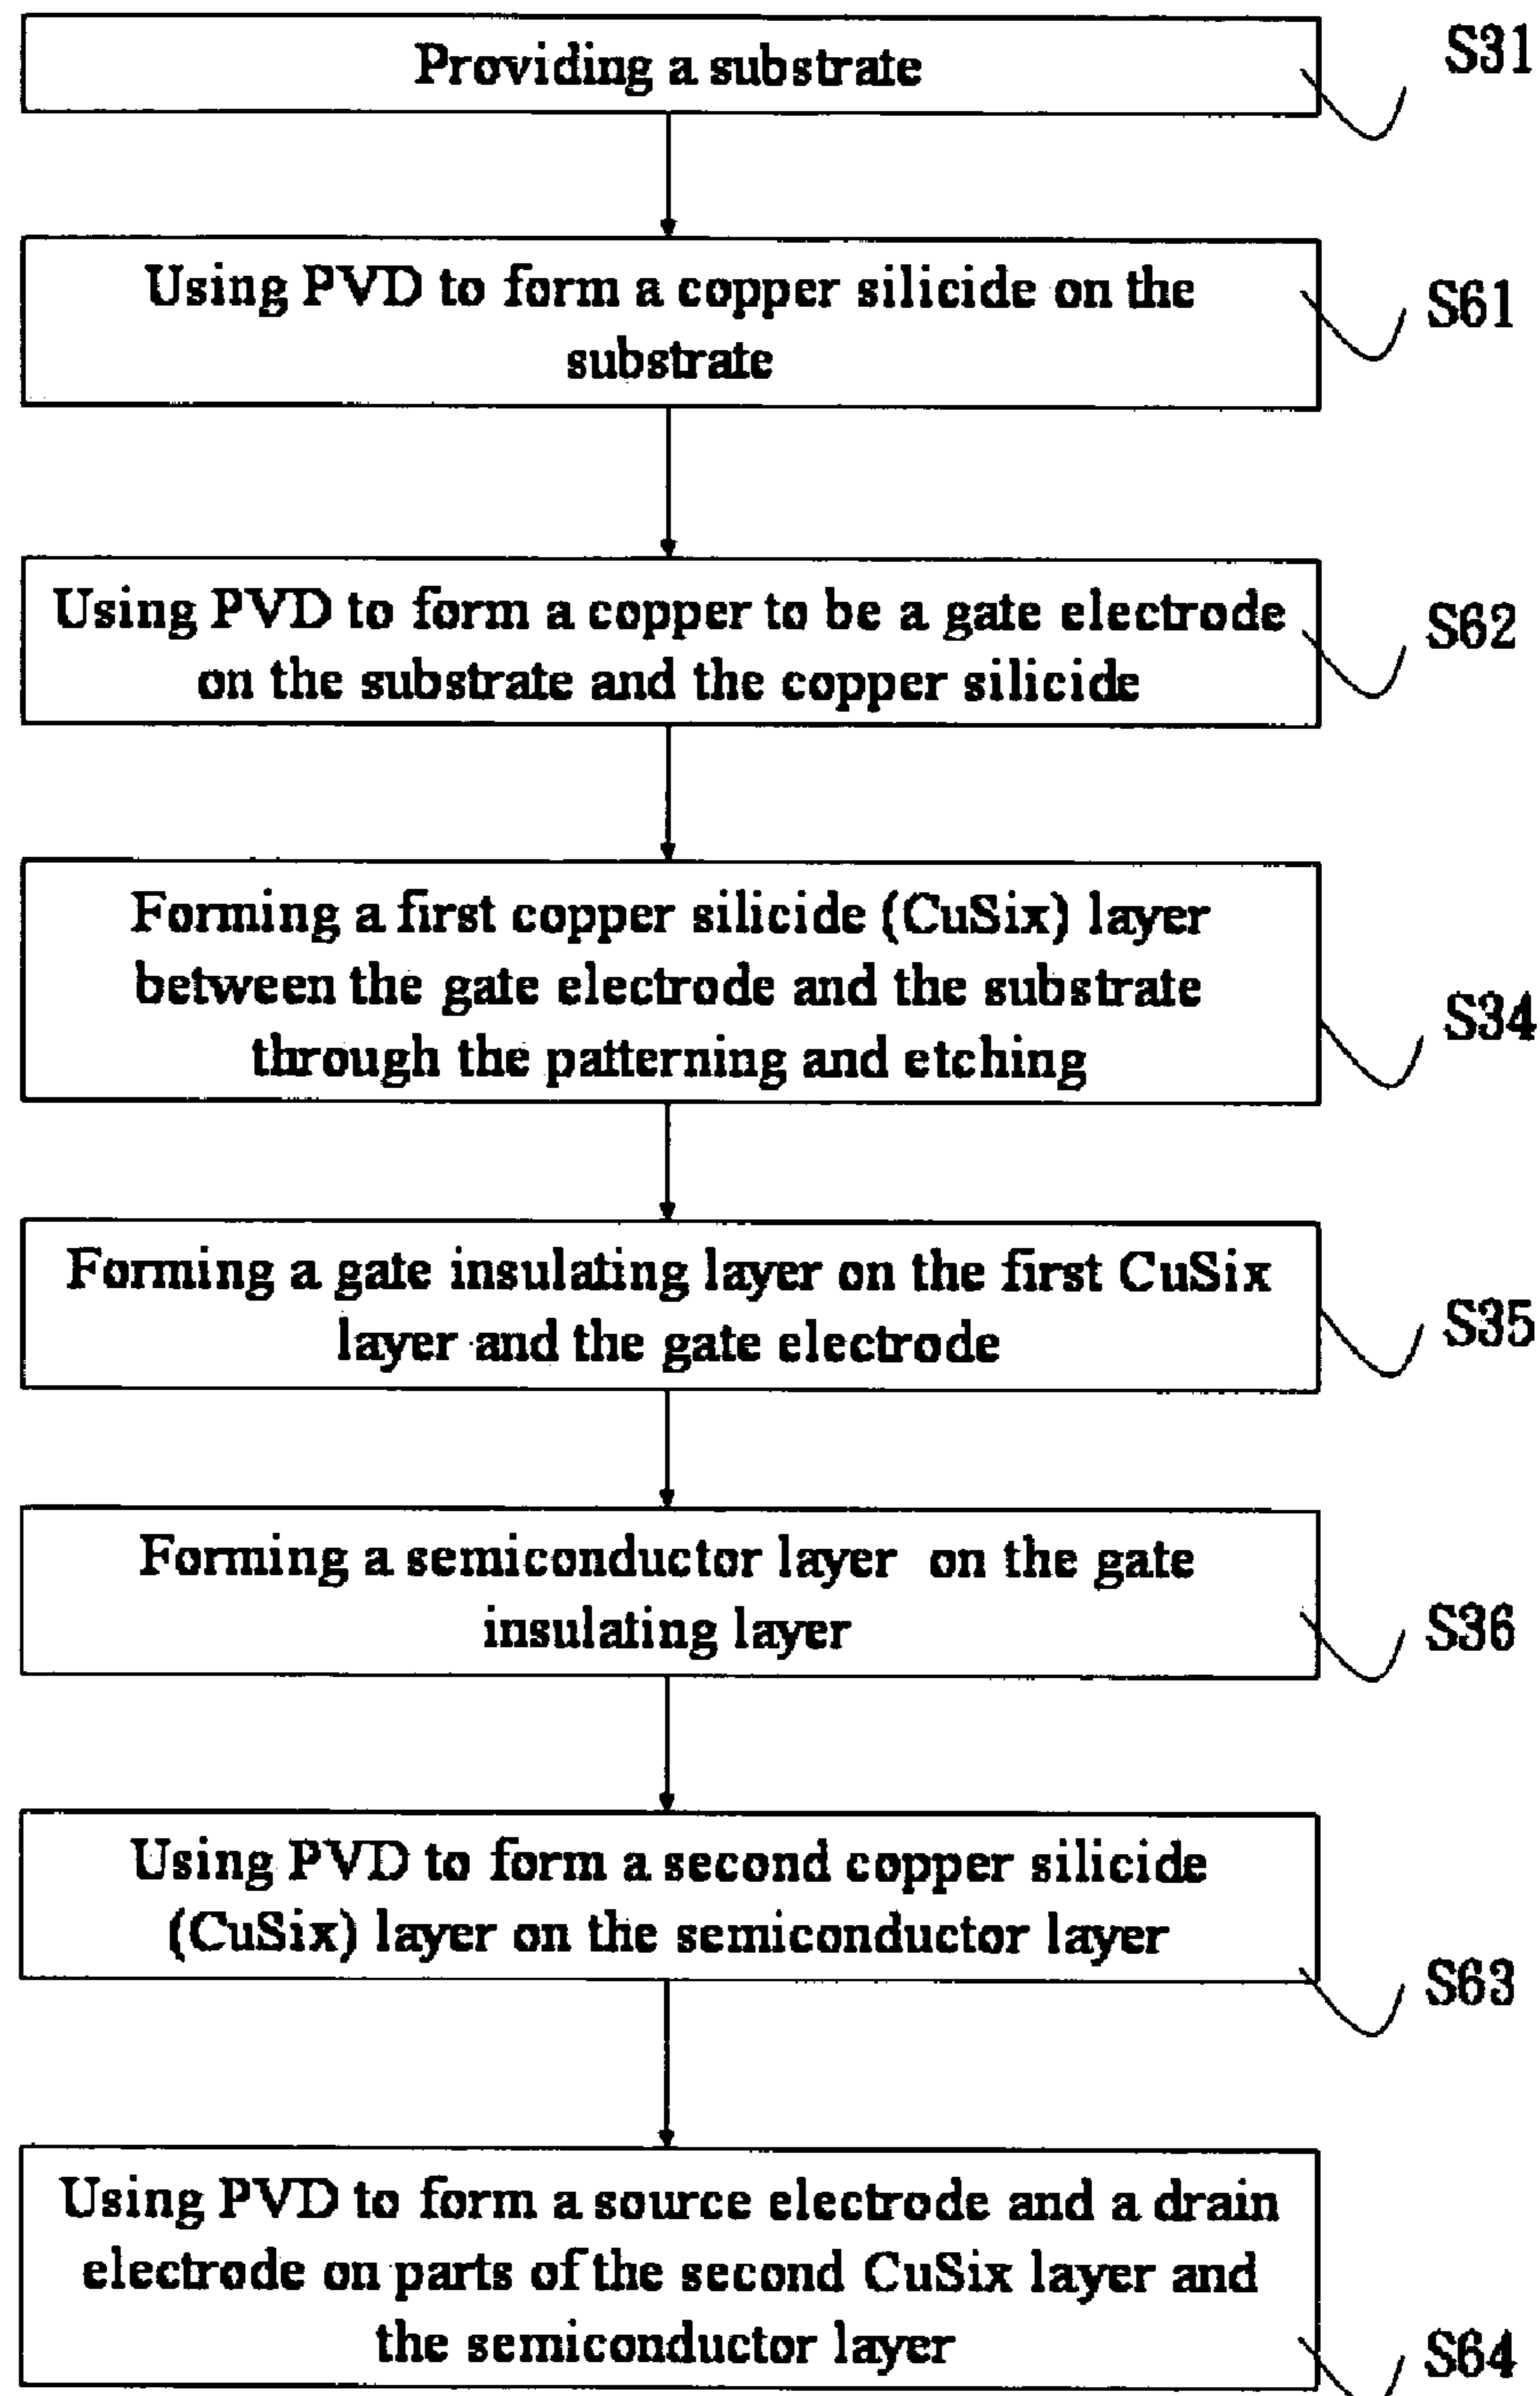 Providing a substrate
S31
Using PVD to form a copper silicide on the
substrate
S61
Using PVD to form a copper to be a gate electrode
on the substrate and the copper silicide
S62
Forming a first copper silicide (CuSix) layer
between the gate electrode and the substrate
through the patterning and etching
S34
Forming a gate insulating layer on the first CuSix
layer and the gate electrode
S35
Forming a semiconductor layer on the gate
insulating layer
S36
Using PVD to form a second copper silicide
(CuSix) layer on the semiconductor layer
S63
Using PVD to form a source electrode and a drain
electrode on parts of the second CuSix layer and
the semiconductor layer
S64